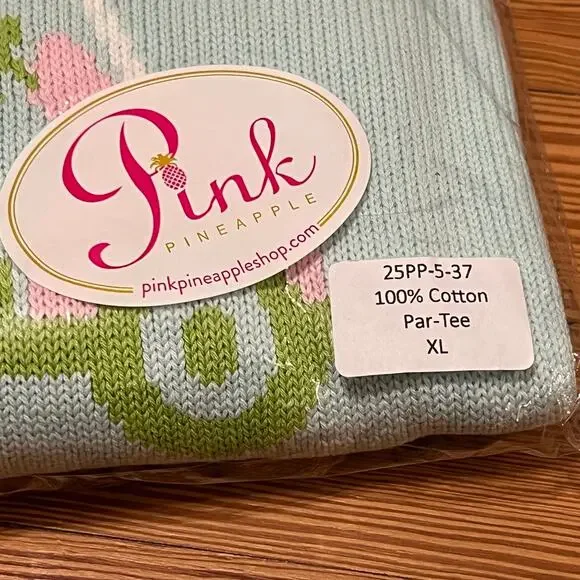 Pink
PINEAPPLE
pinkpineappleshop.com
25PP-5-37
100% Cotton
Par-Tee
XL